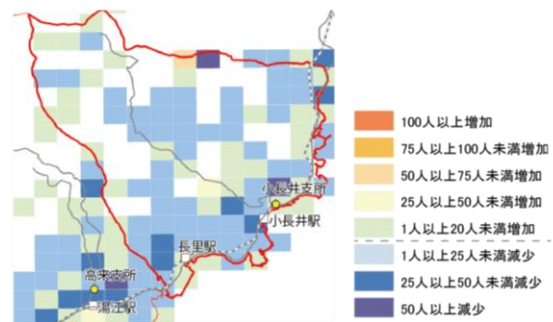 小長井支所
小長井駅
長里駅
高来支所
湯江駅
100人以上増加
75人以上100人未満増加
50人以上75人未満増加
25人以上50人未満増加
1人以上20人未満増加
1人以上25人未満減少
25人以上50人未満減少
50人以上減少